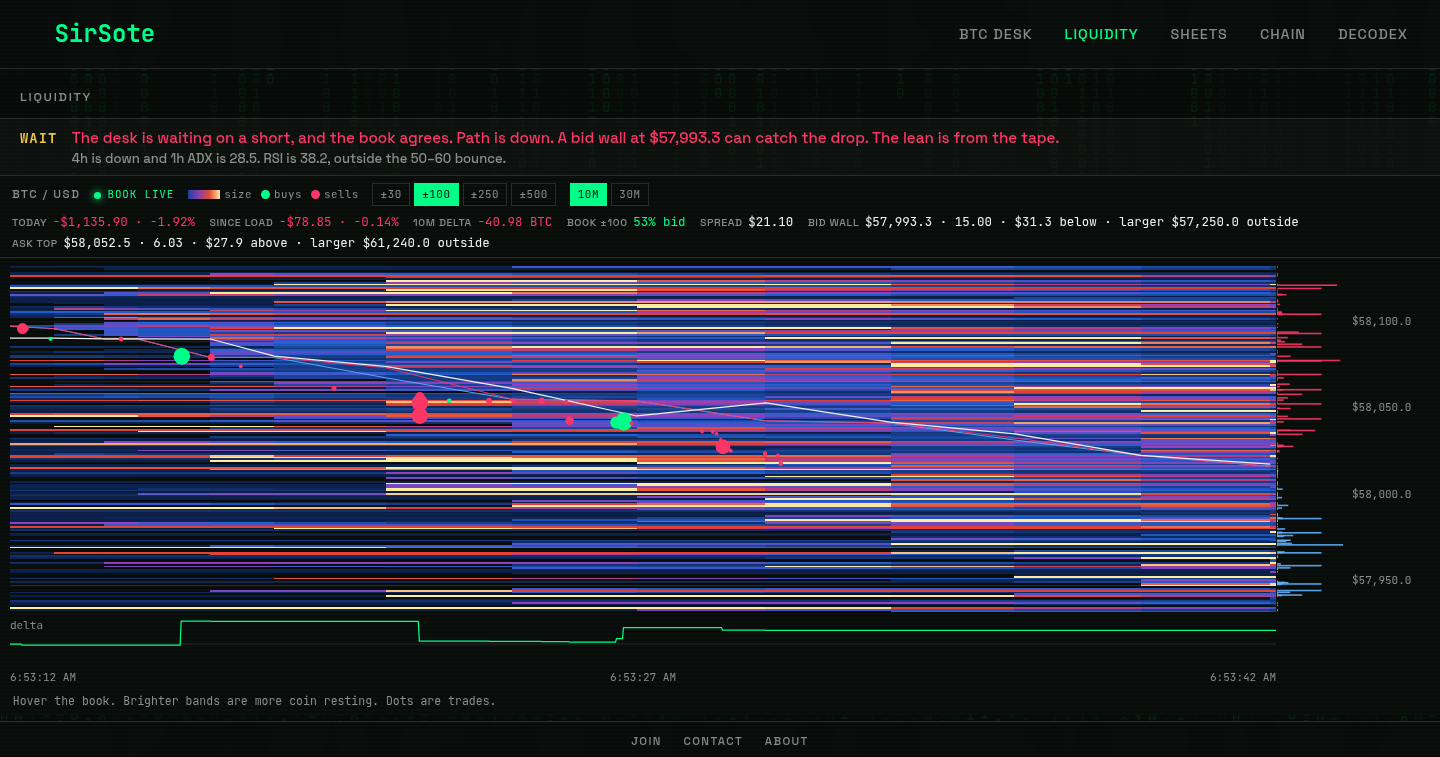 SirSote
BTC DESK LIQUIDITY SHEETS CHAIN DECODEX
LIQUIDITY
WAIT The desk is waiting on a short, and the book agrees. Path is down. A bid wall at $57,993.3 can catch the drop. The lean is from the tape.
4h is down and 1h ADX is 28.5. RSI is 38.2, outside the 50–60 bounce.
BTC / USD BOOK LIVE size buys sells ±30 ±100 ±250 ±500 10M 30M
TODAY -$1,135.90 · -1.92% SINCE LOAD -$78.85 · -0.14% 10M DELTA -40.98 BTC BOOK ±100 53% bid SPREAD $21.10 BID WALL $57,993.3 · 15.00 · $31.3 below · larger $57,250.0 outside
ASK TOP $58,052.5 · 6.03 · $27.9 above · larger $61,240.0 outside
$58,100.0
$58,050.0
$58,000.0
$57,950.0
delta
6:53:12 AM 6:53:27 AM 6:53:42 AM
Hover the book. Brighter bands are more coin resting. Dots are trades.
JOIN CONTACT ABOUT